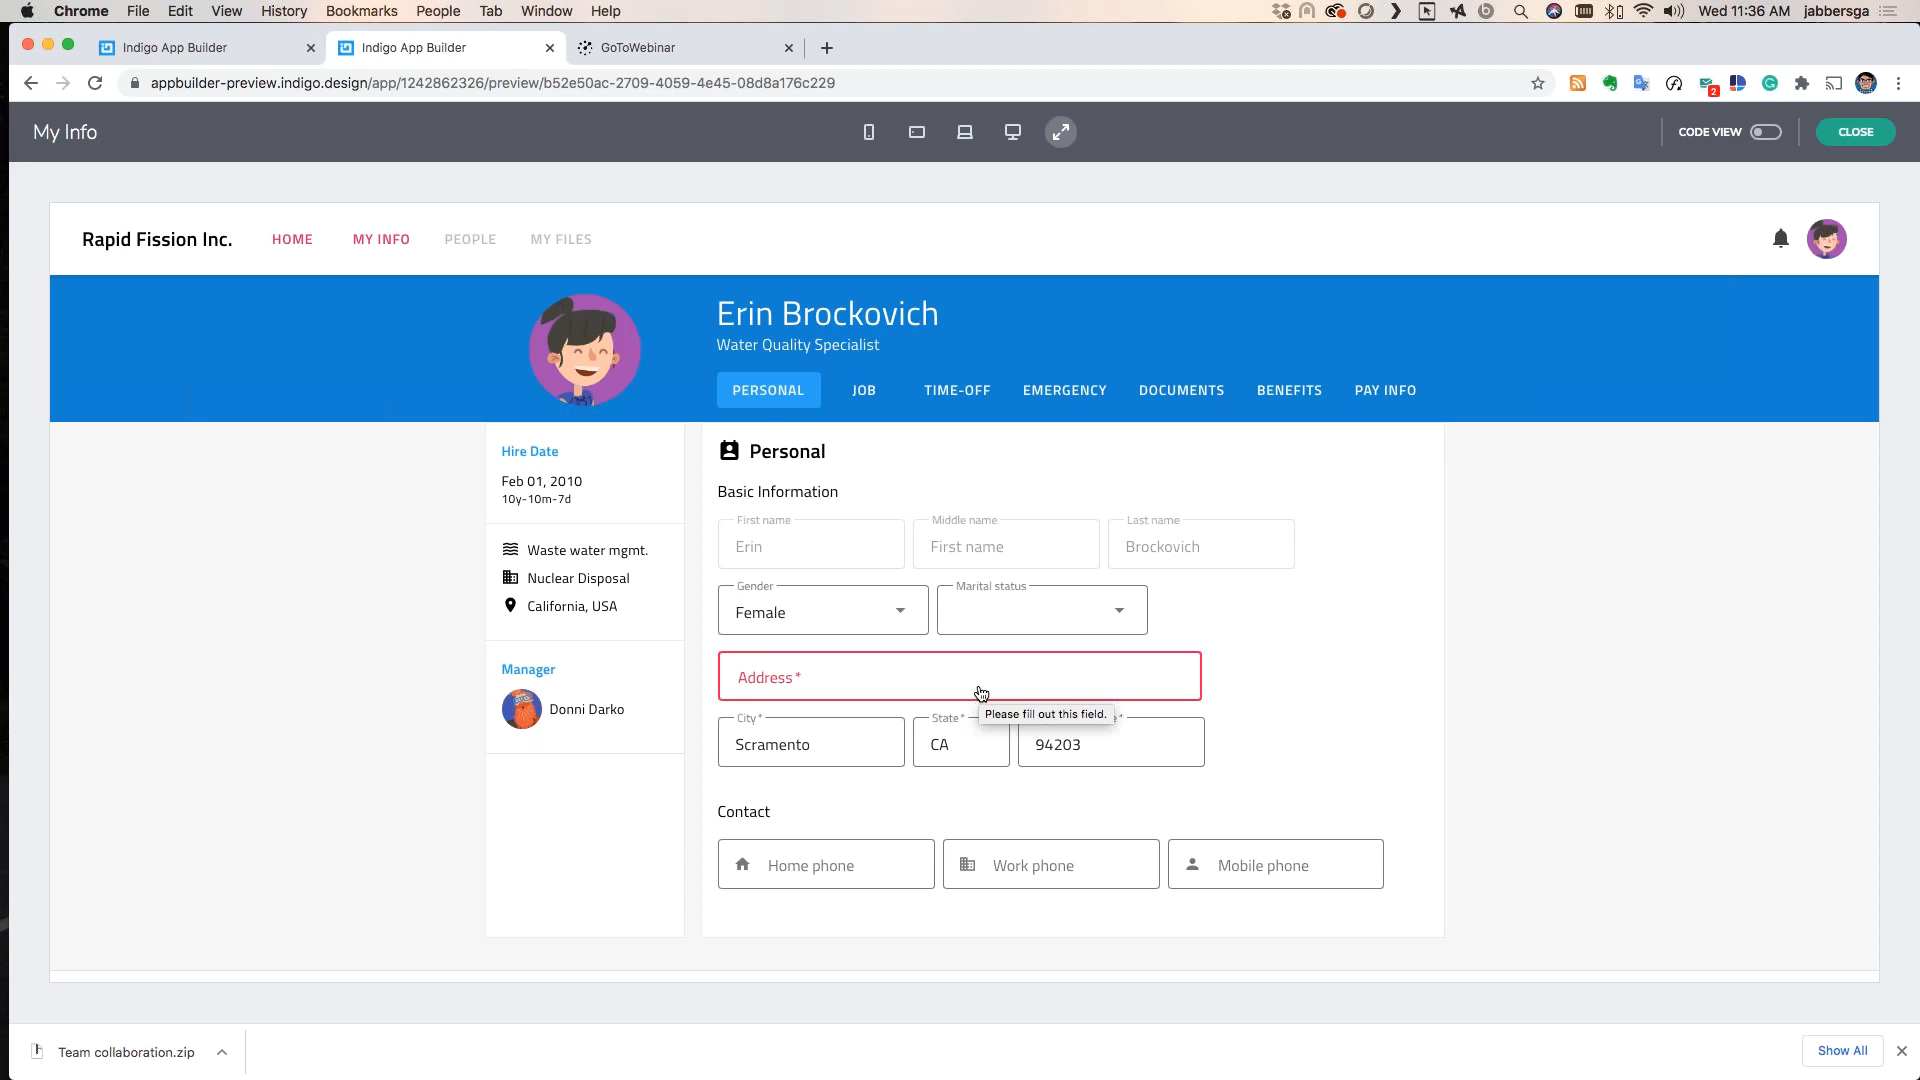 Chrome File Edit View History Bookmarks People Tab Window Help Wed 11:36 AM jabbersga
Indigo App Builder Indigo App Builder GoToWebinar
appbuilder-preview.indigo.design/app/1242862326/preview/b52e50ac-2709-4059-4e45-08d8a176c229 2
My Info CODE VIEW CLOSE
Rapid Fission Inc. HOME MY INFO PEOPLE MY FILES
Erin Brockovich
Water Quality Specialist
PERSONAL JOB TIME-OFF EMERGENCY DOCUMENTS BENEFITS PAY INFO
Hire Date
Feb 01, 2010
10y-10m-7d
Waste water mgmt.
Nuclear Disposal
California, USA
Manager
Donni Darko
Personal
Basic Information
First name Middle name Last name
Erin First name Brockovich
Gender Marital status
Female
Address*
Please fill out this field.
City* State* *
Scramento CA 94203
Contact
Home phone Work phone Mobile phone
Team collaboration.zip Show All